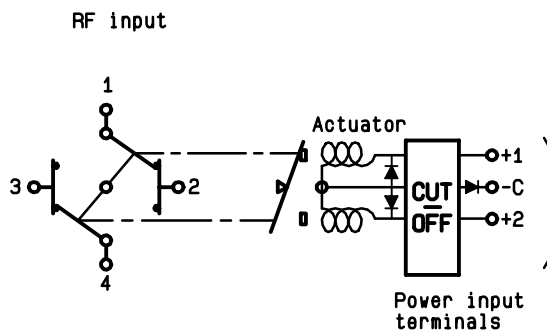 RF input
1
Actuator
+1
3
2
CUT
-C
OFF
+2
4
Power input
terminals